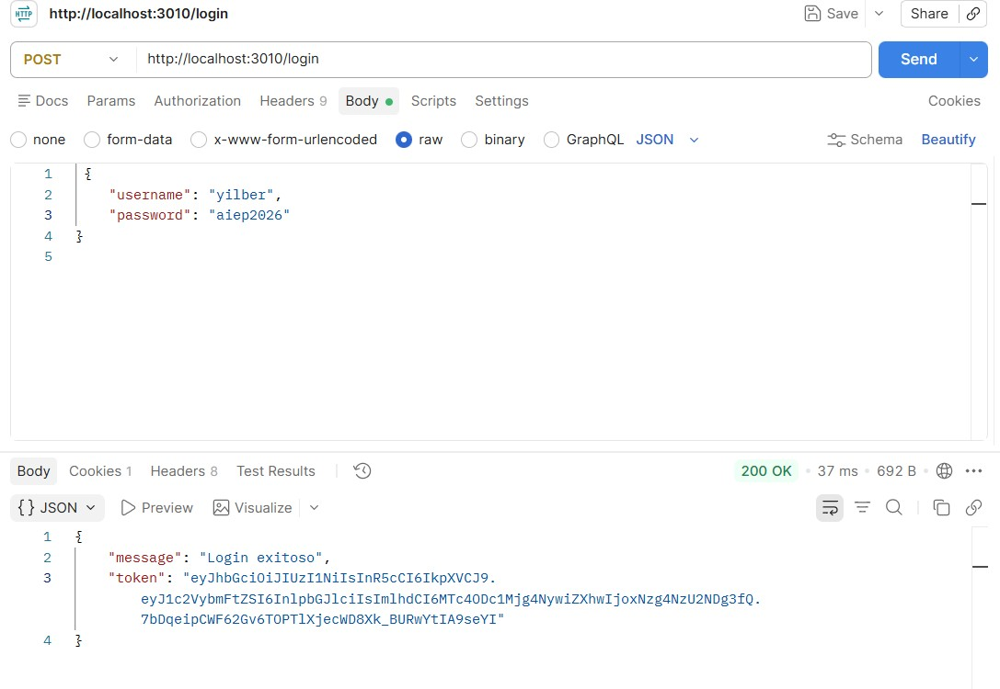 HTTP http://localhost:3010/login Save Share
POST http://localhost:3010/login Send
Docs Params Authorization Headers 9 Body Scripts Settings Cookies
none form-data x-www-form-urlencoded raw binary GraphQL JSON Schema Beautify
1 {
2 "username": "yilber",
3 "password": "aiep2026"
4 }
5
Body Cookies 1 Headers 8 Test Results 200 OK • 37 ms • 692 B •
{} JSON Preview Visualize
1 {
2 "message": "Login exitoso",
3 "token": "eyJhbGciOiJIUzI1NiIsInR5cCI6IkpXVCJ9.
eyJ1c2VybmFtZSI6InlpbGJlciIsImlhdCI6MTc4ODc1Mjg4NywiZXhwIjoxNzg4NzU2NDg3fQ.
7bDqeipCWF62Gv6TOPTlXjecWD8Xk_BURwYtIA9seYI"
4 }